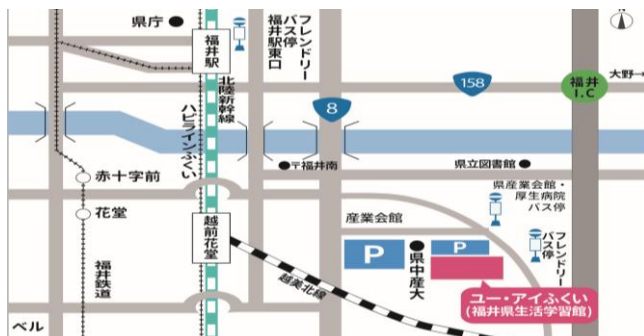 県庁
福井駅
フレンドリー
バス停
福井駅東口
北陸新幹線
ハピラインふくい
8
158
大野→
福井
I.C
〒福井南
県立図書館
赤十字前
花堂
福井鉄道
越前花堂
越美北線
産業会館
県産業会館・
厚生病院
バス停
フレンドリー
バス停
P
県中産大
P
ユー・アイふくい
(福井県生活学習館)
ベル